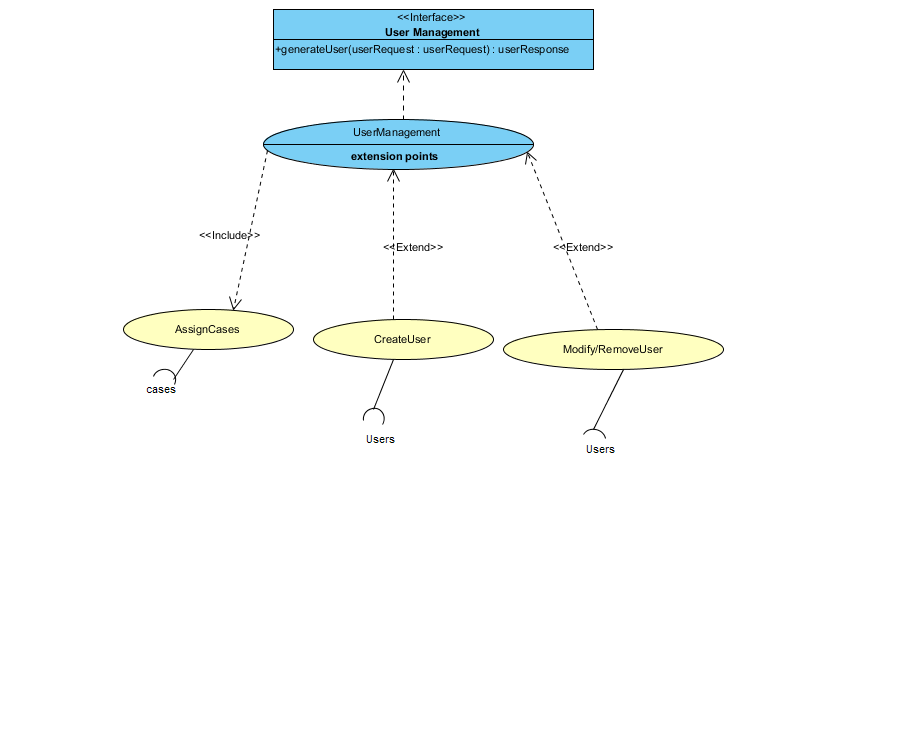 <<Interface>>
User Management
+generateUser(userRequest : userRequest) : userResponse
UserManagement
extension points
<<Include>>
<<Extend>>
<<Extend>>
AssignCases
CreateUser
Modify/RemoveUser
cases
Users
Users